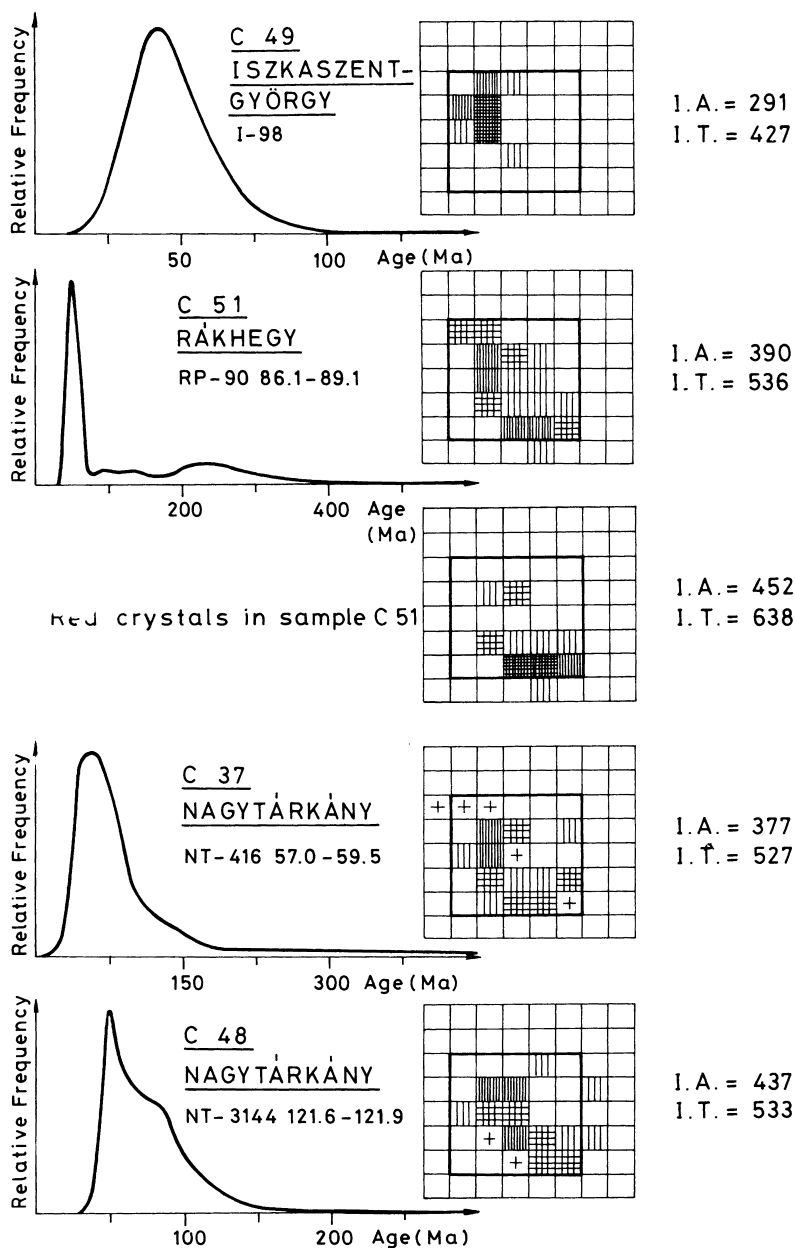 Relative Frequency
C 49
ISZKASZENT-
GYÖRGY
I-98
50
100
Age (Ma)
I.A.= 291
I.T.= 427
Relative Frequency
C 51
RÁKHEGY
RP-90 86.1-89.1
200
400
Age
(Ma)
I.A.= 390
I.T.= 536
Red crystals in sample C 51
I.A.= 452
I.T.= 638
Relative Frequency
C 37
NAGYTÁRKÁNY
NT-416 57.0-59.5
150
300
Age (Ma)
+ + +
+
+
I.A.= 377
I.T.= 527
Relative Frequency
C 48
NAGYTÁRKÁNY
NT-3144 121.6-121.9
100
200
Age (Ma)
+
+
I.A.= 437
I.T.= 533